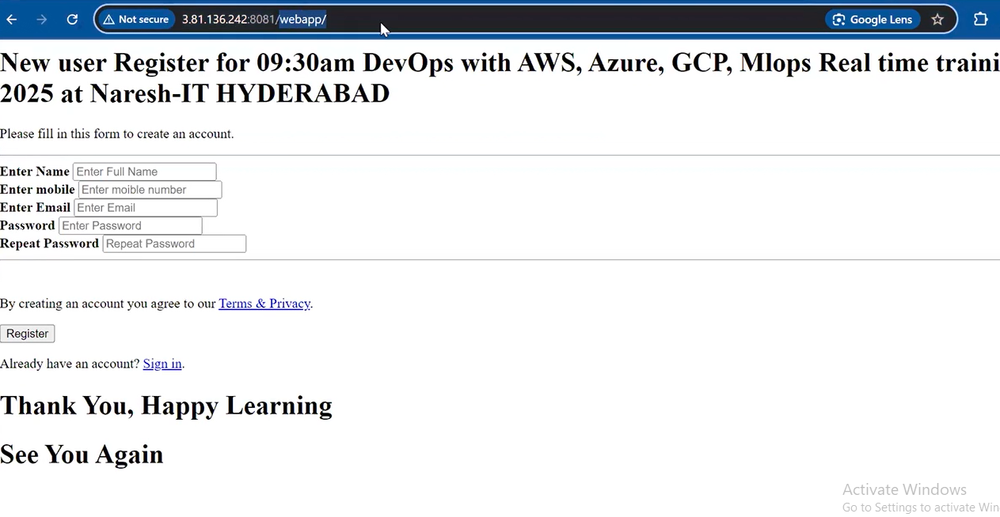 Not secure 3.81.136.242:8081/webapp/ Google Lens
New user Register for 09:30am DevOps with AWS, Azure, GCP, Mlops Real time traini
2025 at Naresh-IT HYDERABAD
Please fill in this form to create an account.
Enter Name Enter Full Name
Enter mobile Enter moible number
Enter Email Enter Email
Password Enter Password
Repeat Password Repeat Password
By creating an account you agree to our Terms & Privacy.
Register
Already have an account? Sign in.
Thank You, Happy Learning
See You Again
Activate Windows
Go to Settings to activate Win